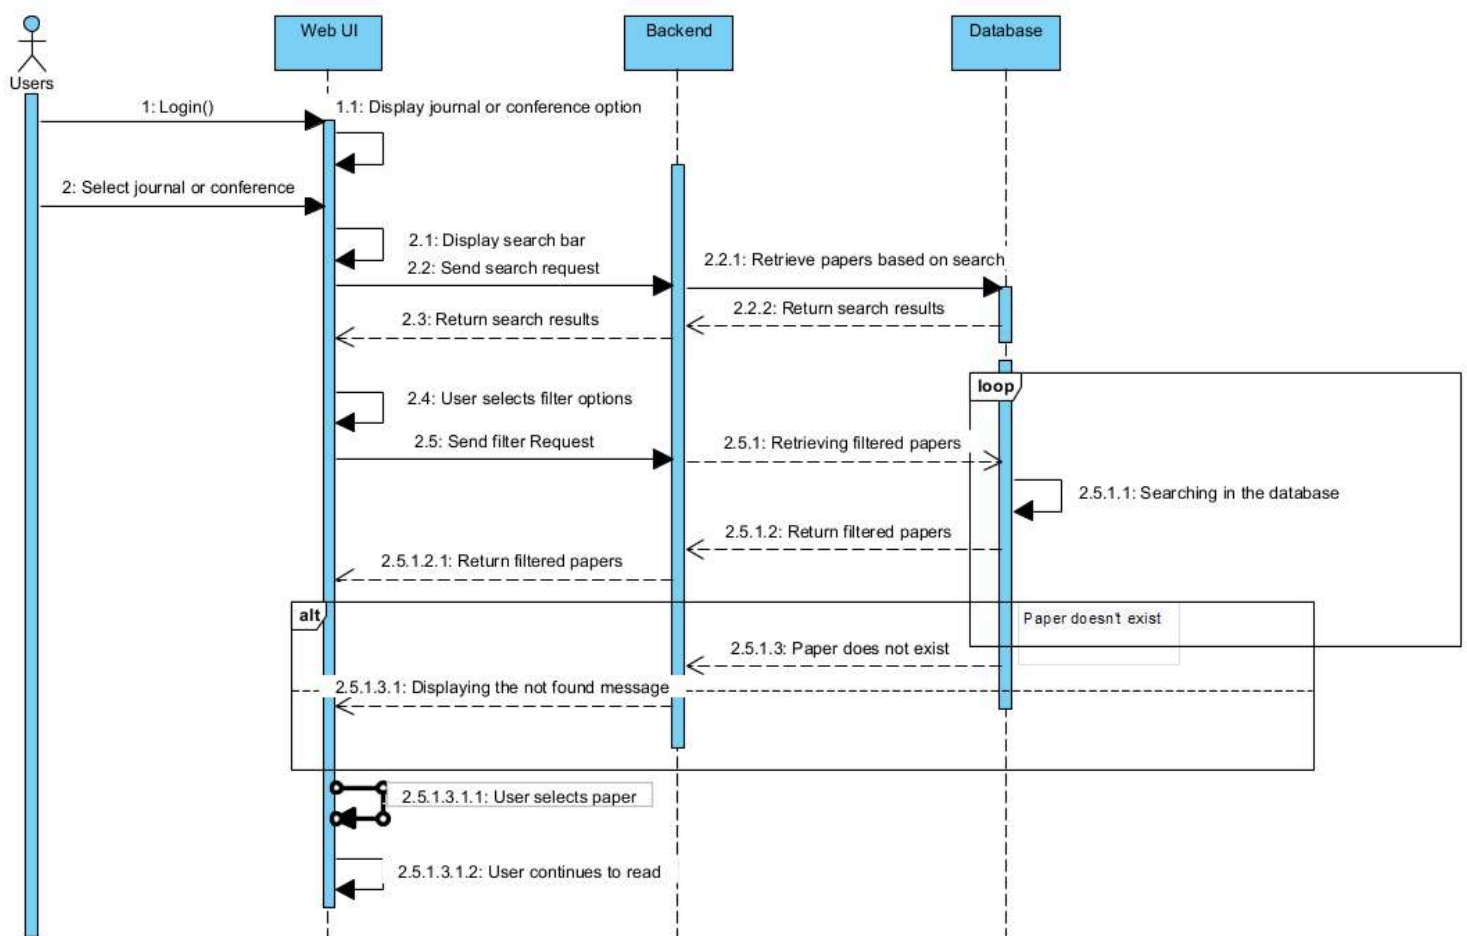 Web UI
Backend
Database
Users
1: Login()
1.1: Display journal or conference option
2: Select journal or conference
2.1: Display search bar
2.2: Send search request
2.2.1: Retrieve papers based on search
2.2.2: Return search results
2.3: Return search results
loop
2.4: User selects filter options
2.5: Send filter Request
2.5.1: Retrieving filtered papers
2.5.1.1: Searching in the database
2.5.1.2: Return filtered papers
2.5.1.2.1: Return filtered papers
alt
Paper doesn't exist
2.5.1.3: Paper does not exist
2.5.1.3.1: Displaying the not found message
2.5.1.3.1.1: User selects paper
2.5.1.3.1.2: User continues to read